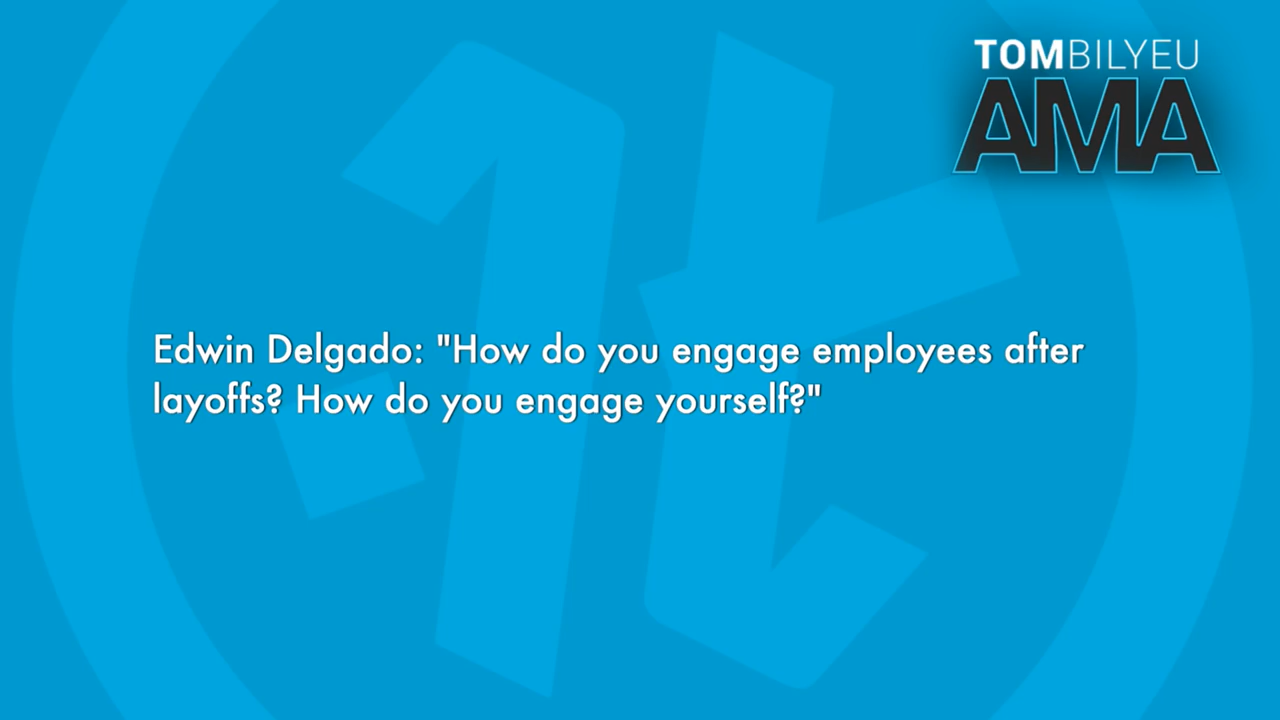 TOMBILYEU
AMA
Edwin Delgado: "How do you engage employees after
layoffs? How do you engage yourself?"